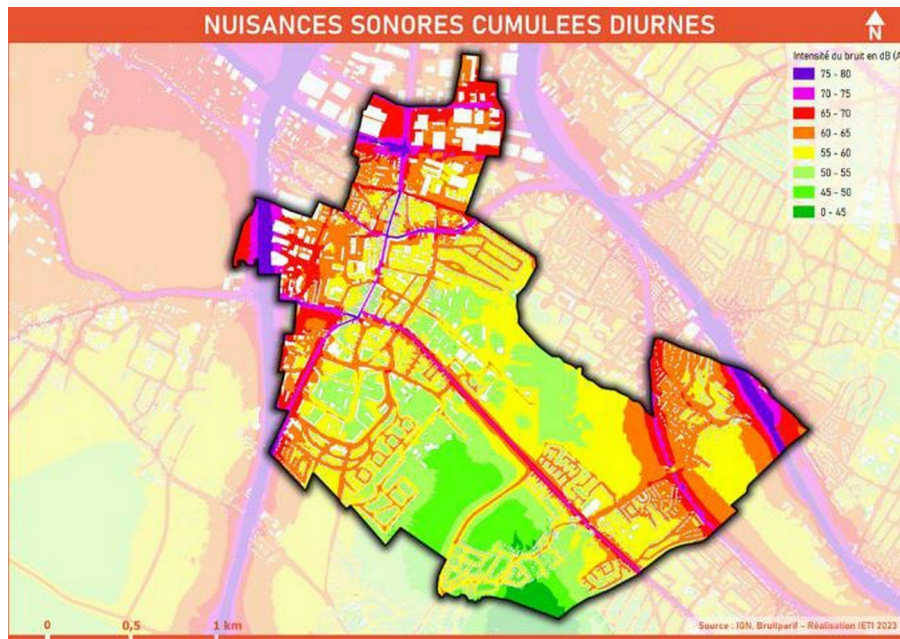 NUISANCES SONORES CUMULEES DIURNES
N
Intensité du bruit en dB (A
75 - 80
70 - 75
65 - 70
60 - 65
55 - 60
50 - 55
45 - 50
0 - 45
0 0,5 1 km
Source : IGN, Bruitparif - Réalisation IETI 2023